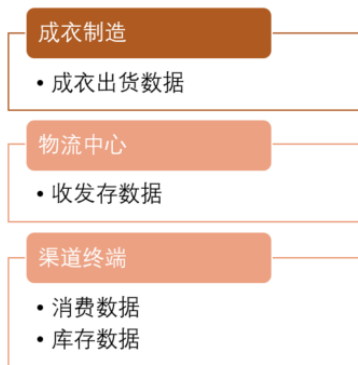 成衣制造
• 成衣出货数据
物流中心
• 收发存数据
渠道终端
• 消费数据
• 库存数据